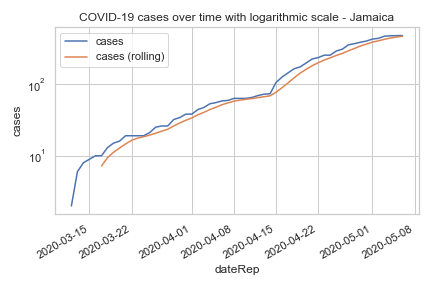 COVID-19 cases over time with logarithmic scale - Jamaica
cases
cases (rolling)
10²
10¹
cases
2020-03-15
2020-03-22
2020-04-01
2020-04-08
2020-04-15
2020-04-22
2020-05-01
2020-05-08
dateRep